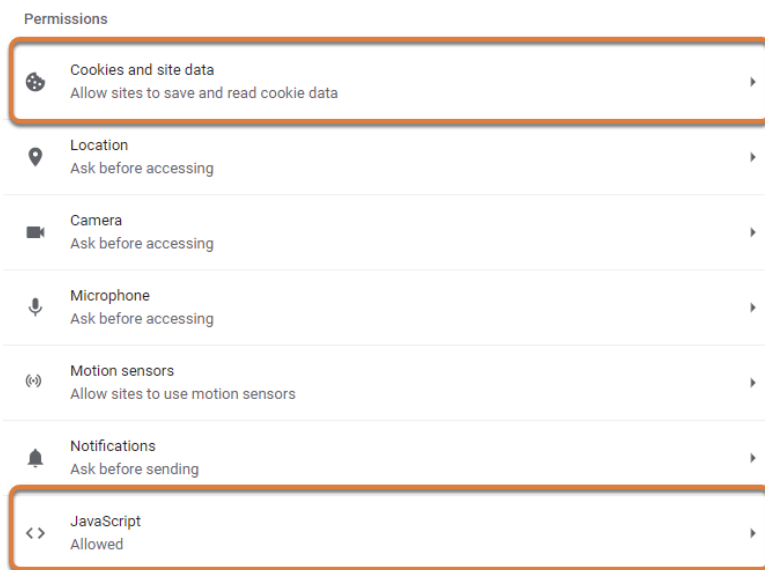 Permissions
Cookies and site data
Allow sites to save and read cookie data
Location
Ask before accessing
Camera
Ask before accessing
Microphone
Ask before accessing
Motion sensors
Allow sites to use motion sensors
Notifications
Ask before sending
JavaScript
Allowed